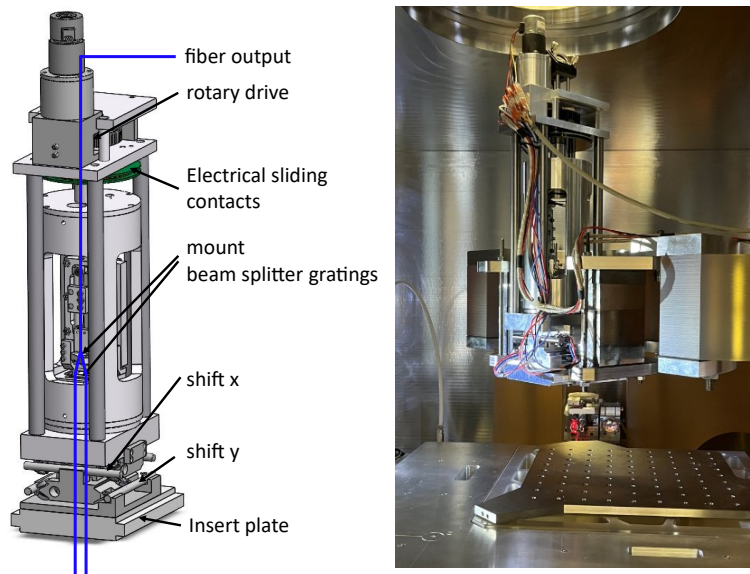 fiber output
rotary drive
Electrical sliding
contacts
mount
beam splitter gratings
shift x
shift y
Insert plate